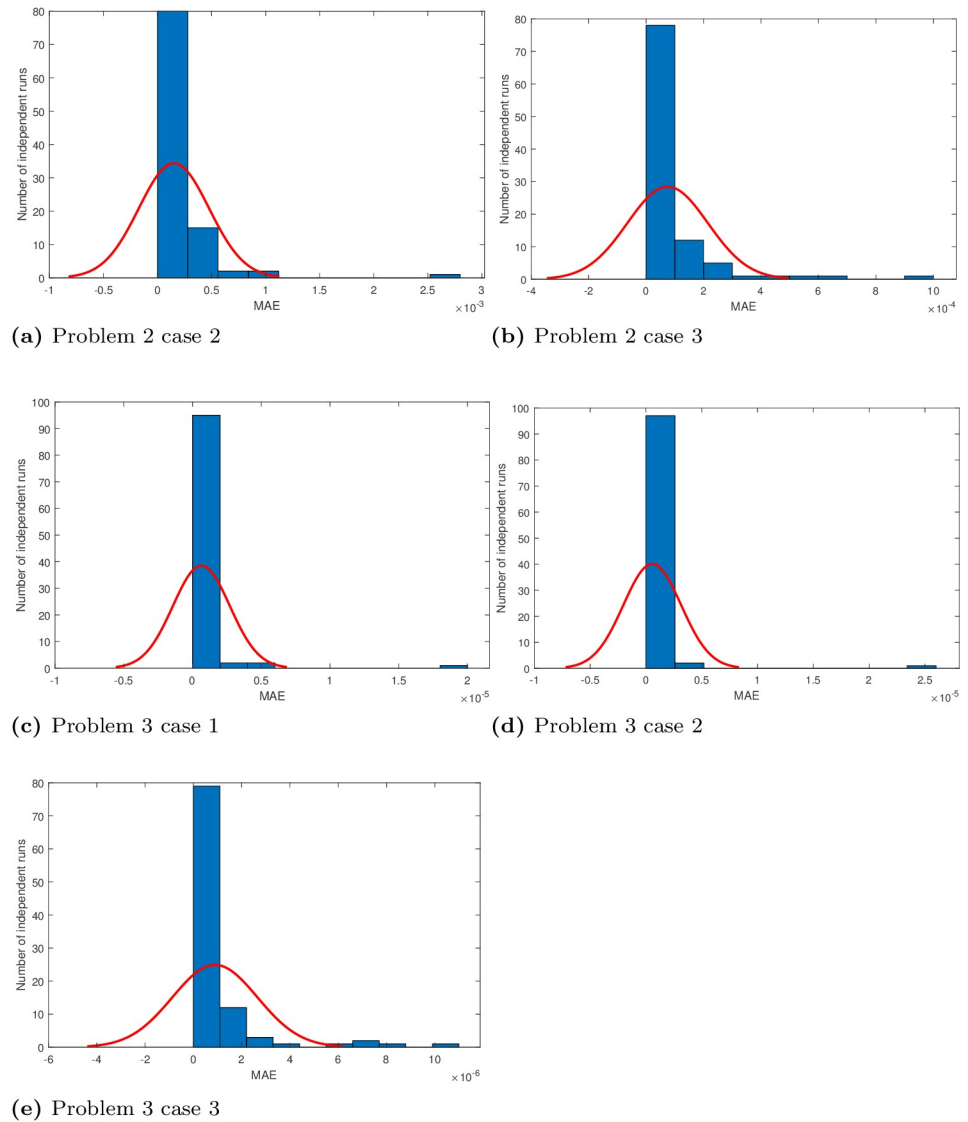 80
70
60
50
40
30
20
10
0
Number of independent runs
-1 -0.5 0 0.5 1 1.5 2 2.5 3
MAE
×10-3
(a) Problem 2 case 2
80
70
60
50
40
30
20
10
0
Number of independent runs
-4 -2 0 2 4 6 8 10
MAE
×10-4
(b) Problem 2 case 3
100
90
80
70
60
50
40
30
20
10
0
Number of independent runs
-1 -0.5 0 0.5 1 1.5 2
MAE
×10-5
(c) Problem 3 case 1
100
90
80
70
60
50
40
30
20
10
0
Number of independent runs
-1 -0.5 0 0.5 1 1.5 2 2.5
MAE
×10-5
(d) Problem 3 case 2
80
70
60
50
40
30
20
10
0
Number of independent runs
-6 -4 -2 0 2 4 6 8 10
MAE
×10-6
(e) Problem 3 case 3